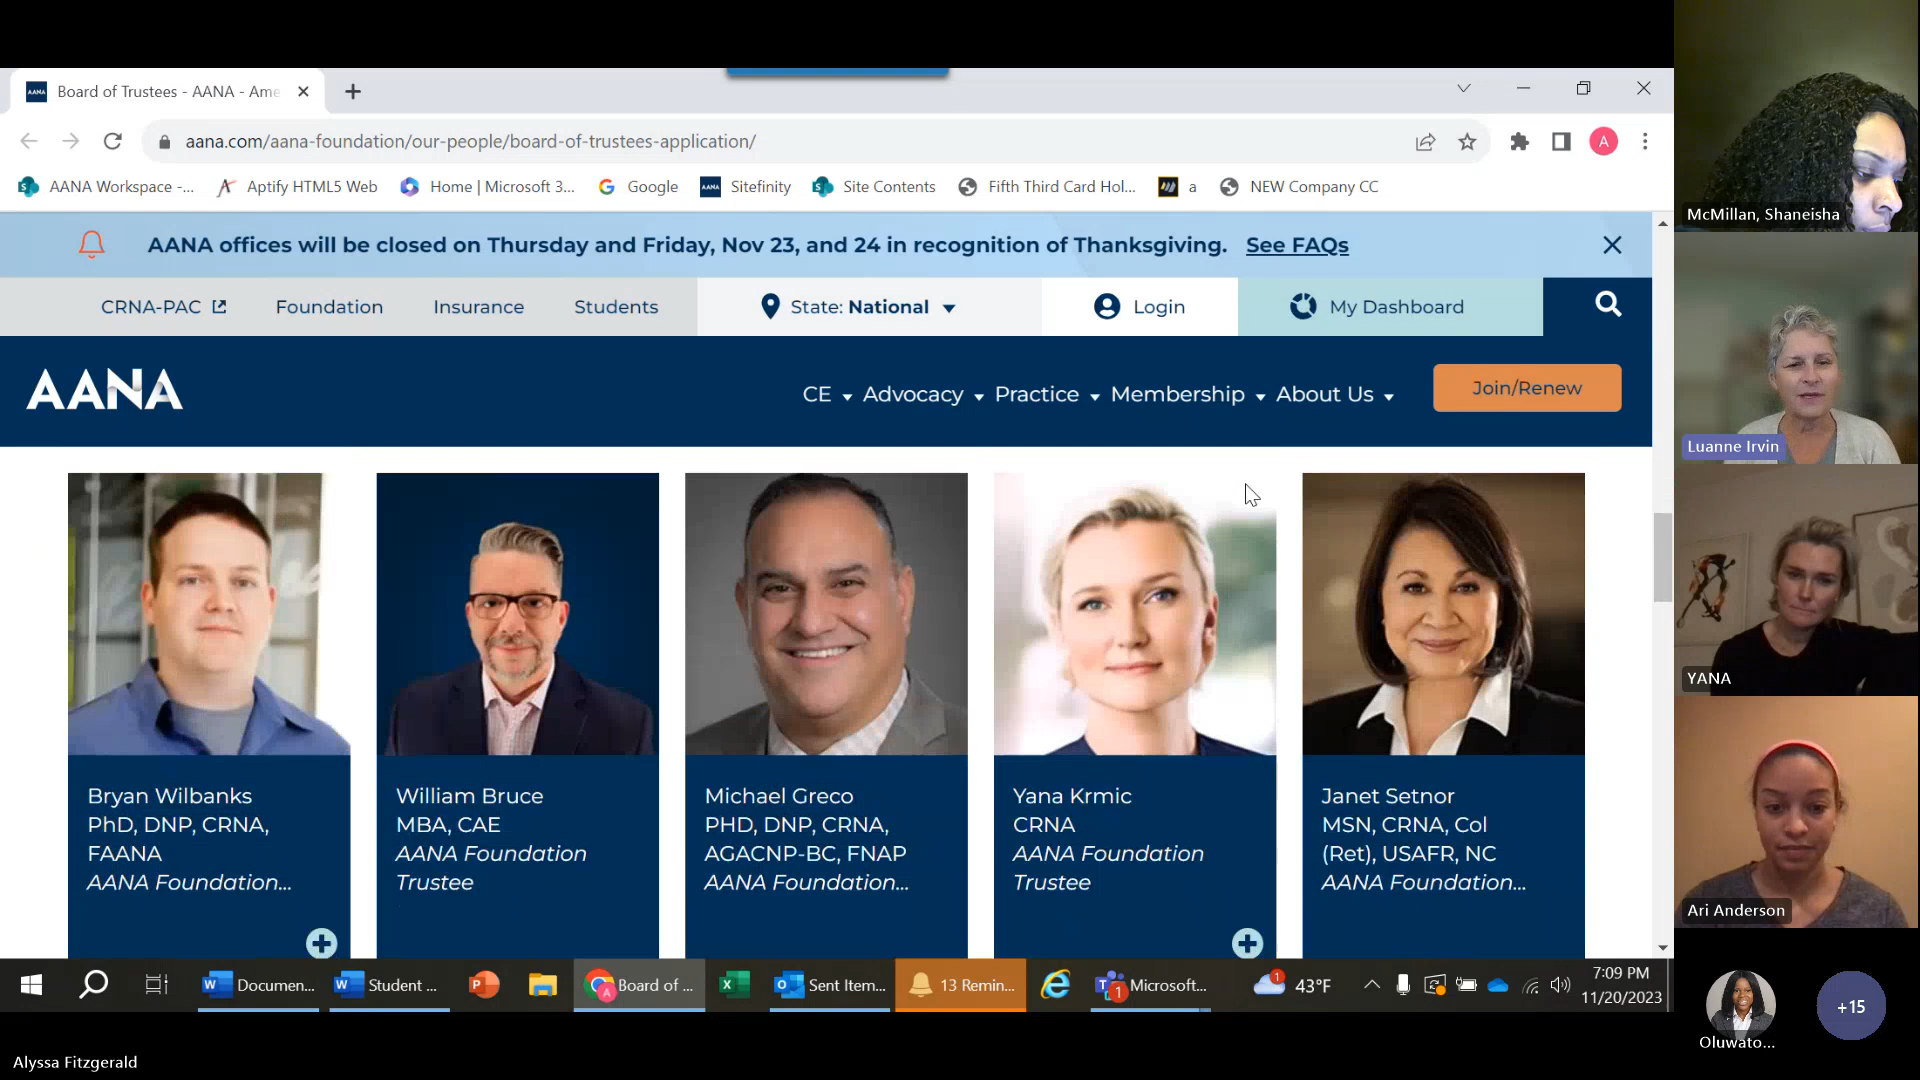 Board of Trustees - AANA - Ame
aana.com/aana-foundation/our-people/board-of-trustees-application/
A
AANA Workspace -...
Aptify HTML5 Web
Home | Microsoft 3...
Google
Sitefinity
Site Contents
Fifth Third Card Hol...
a
NEW Company CC
AANA offices will be closed on Thursday and Friday, Nov 23, and 24 in recognition of Thanksgiving. See FAQs
CRNA-PAC
Foundation
Insurance
Students
State: National
Login
My Dashboard
AANA
CE
Advocacy
Practice
Membership
About Us
Join/Renew
Bryan Wilbanks
PhD, DNP, CRNA,
FAANA
AANA Foundation...
William Bruce
MBA, CAE
AANA Foundation
Trustee
Michael Greco
PHD, DNP, CRNA,
AGACNP-BC, FNAP
AANA Foundation...
Yana Krmic
CRNA
AANA Foundation
Trustee
Janet Setnor
MSN, CRNA, Col
(Ret), USAFR, NC
AANA Foundation...
Documen...
Student ...
Board of ...
Sent Item...
13 Remin...
1
Microsoft...
1
43°F
7:09 PM
11/20/2023
McMillan, Shaneisha
Luanne Irvin
YANA
Ari Anderson
Oluwato...
+15
Alyssa Fitzgerald